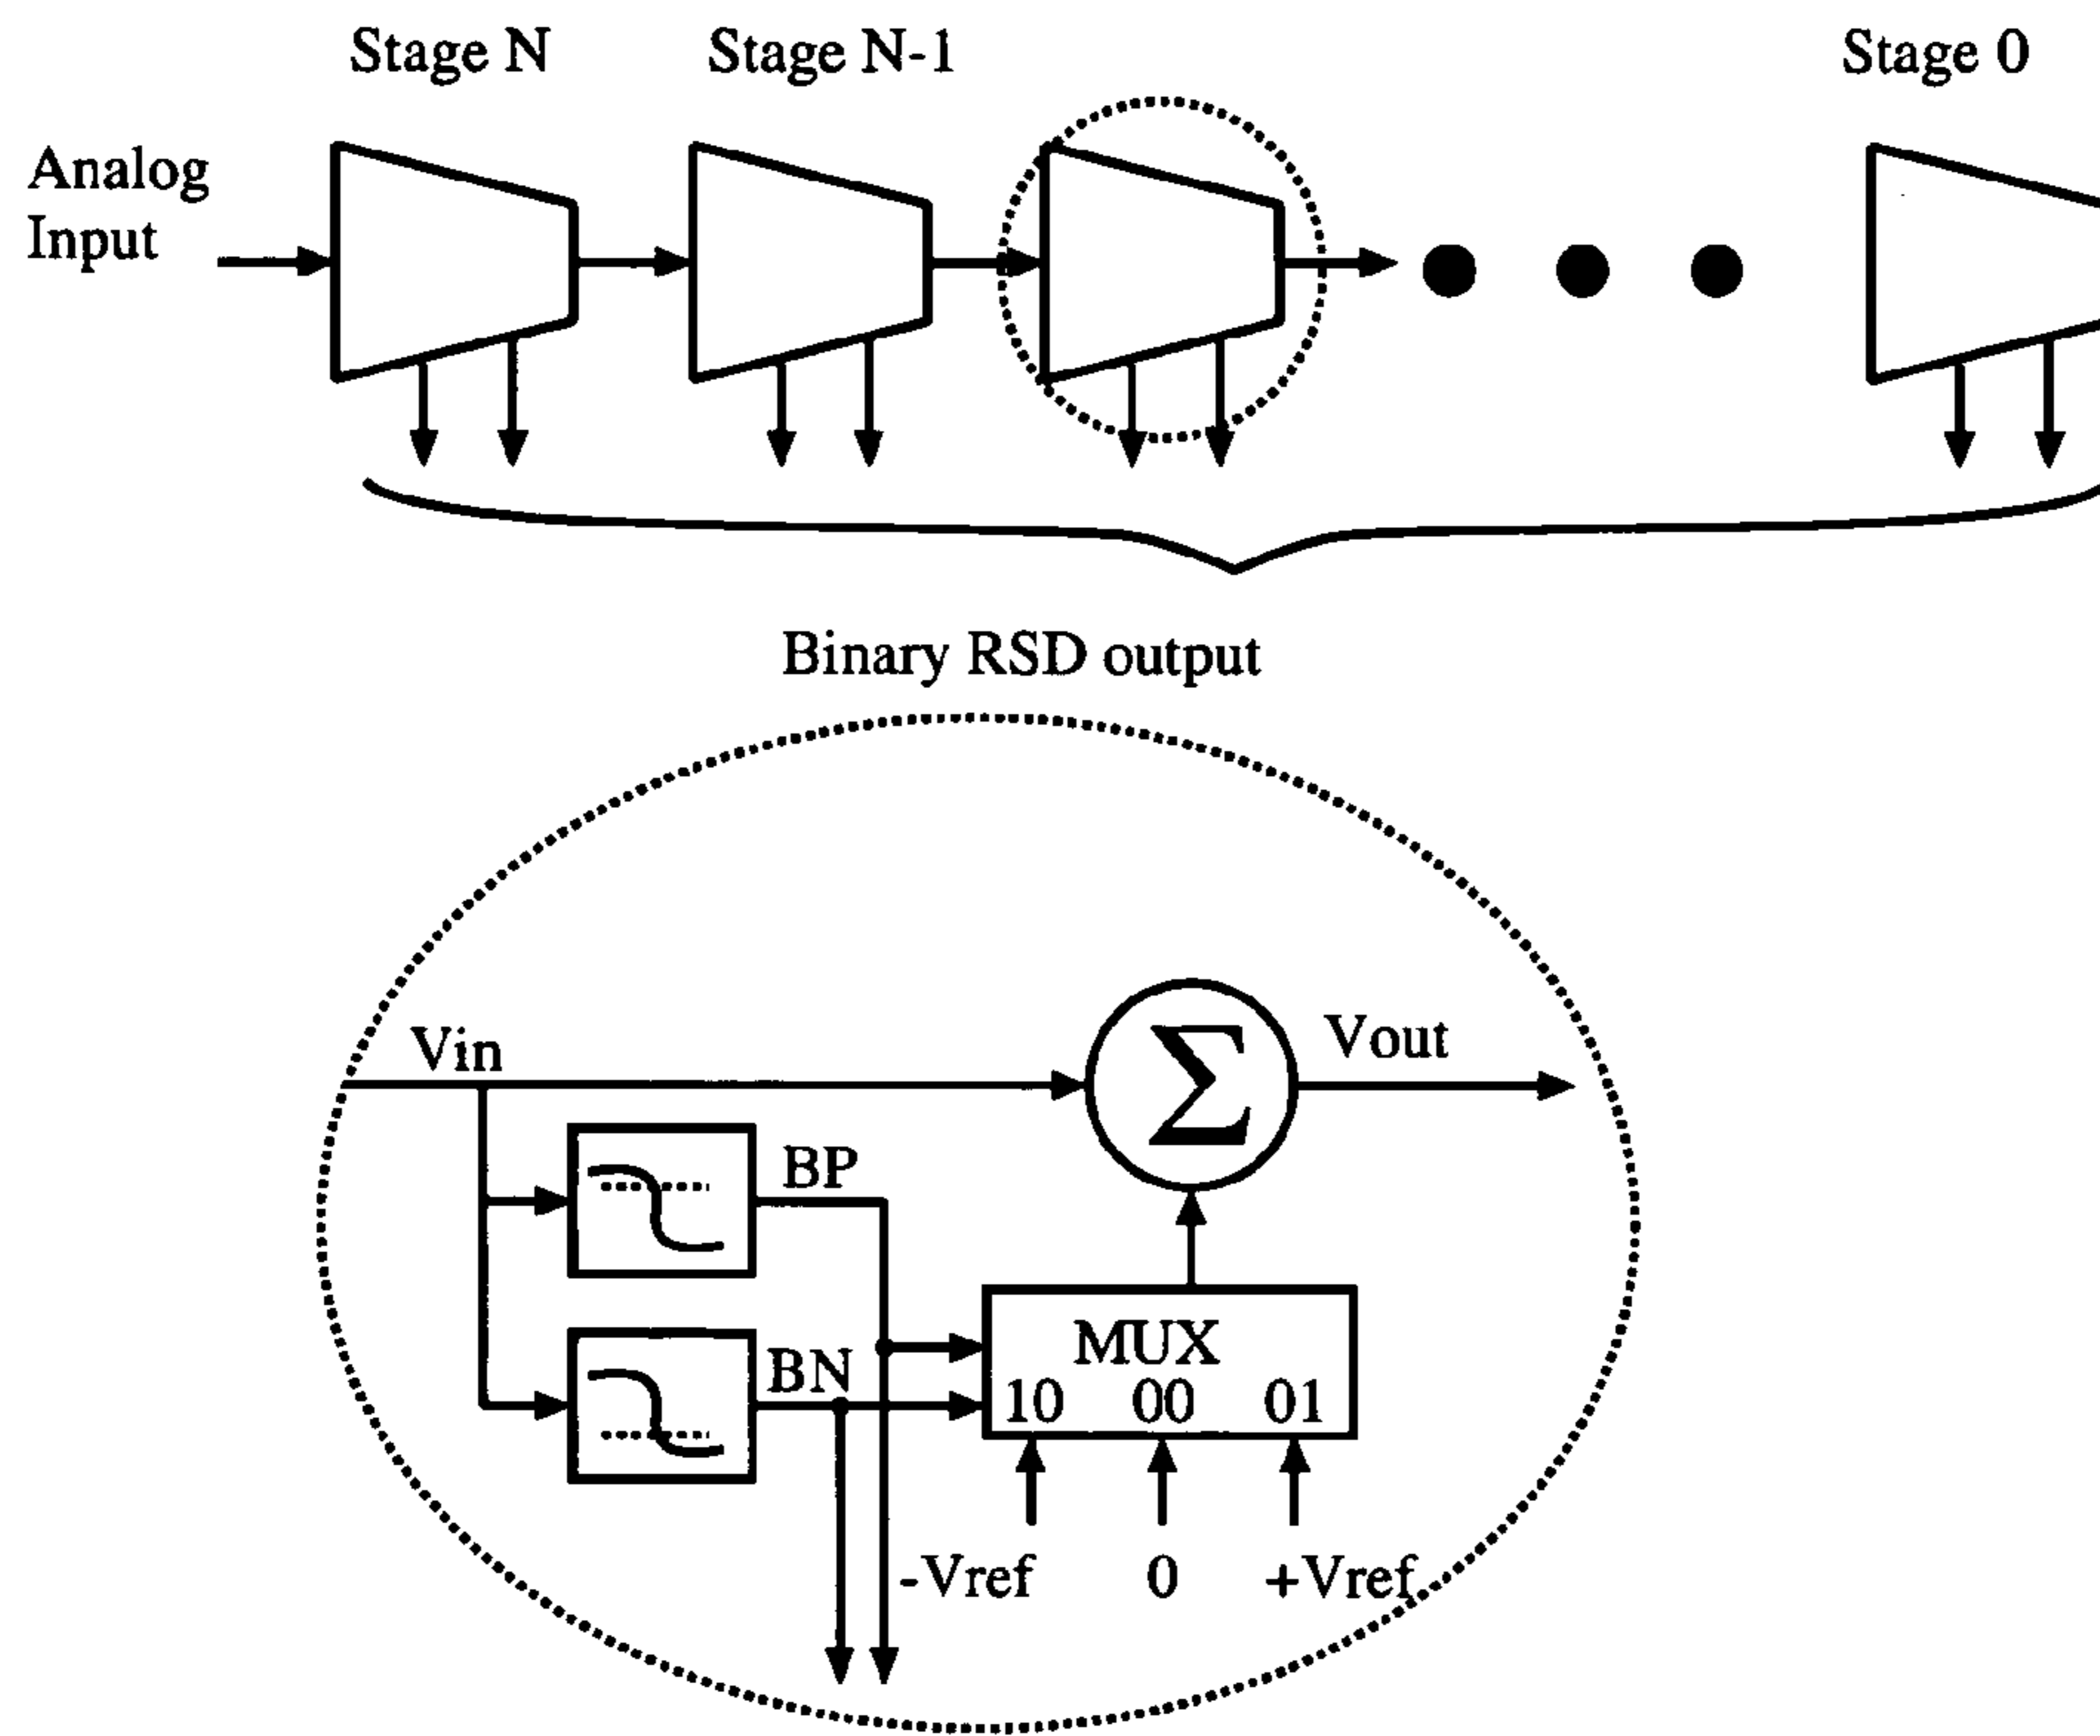 Stage N
Stage N-1
Stage 0
Analog
Input
Binary RSD output
Vin
Σ
Vout
BP
BN
MUX
10 00 01
-Vref 0 +Vref